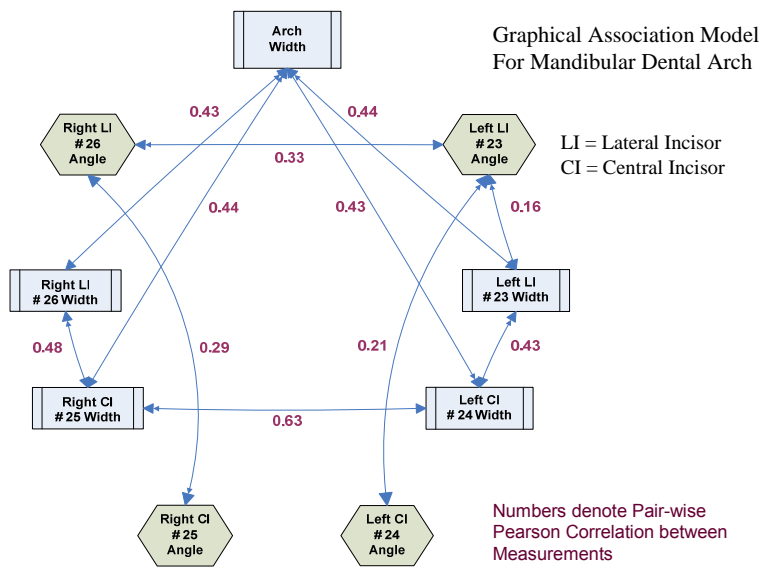 Arch
Width
Graphical Association Model
For Mandibular Dental Arch
0.43
0.44
Right LI
# 26
Angle
Left LI
# 23
Angle
0.33
LI = Lateral Incisor
CI = Central Incisor
0.44
0.43
0.16
Right LI
# 26 Width
Left LI
# 23 Width
0.48
0.29
0.21
0.43
Right CI
# 25 Width
Left CI
# 24 Width
0.63
Right CI
# 25
Angle
Left CI
# 24
Angle
Numbers denote Pair-wise
Pearson Correlation between
Measurements